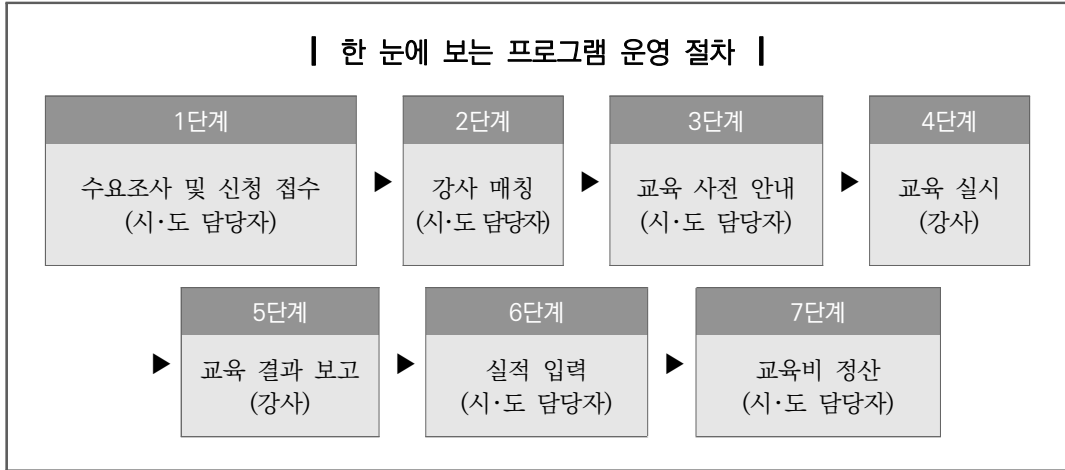 ┃ 한 눈에 보는 프로그램 운영 절차 ┃
1단계
수요조사 및 신청 접수
(시·도 담당자)
▶
2단계
강사 매칭
(시·도 담당자)
▶
3단계
교육 사전 안내
(시·도 담당자)
▶
4단계
교육 실시
(강사)
▶
5단계
교육 결과 보고
(강사)
▶
6단계
실적 입력
(시·도 담당자)
▶
7단계
교육비 정산
(시·도 담당자)